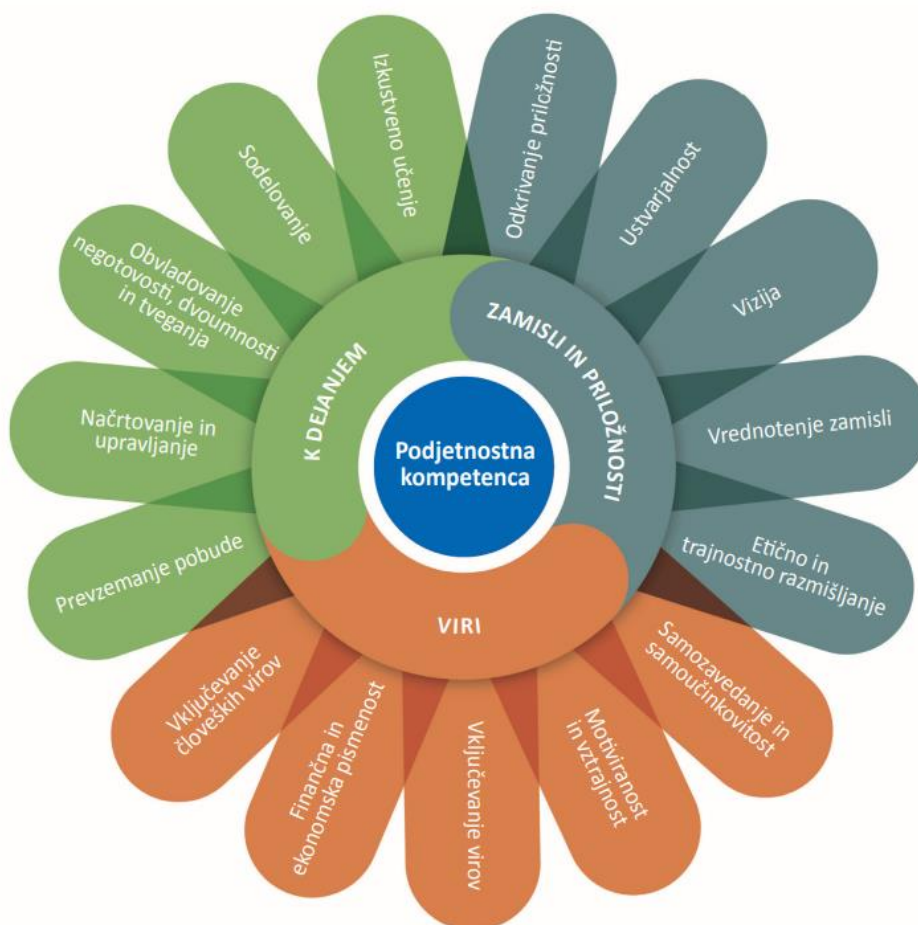 Podjetnostna
kompetenca
ZAMISLI IN PRILOŽNOSTI
Odkrivanje priložnosti
Ustvarjalnost
Vizija
Vrednotenje zamisli
Etično in
trajnostno razmišljanje
VIRI
Samozavedanje in
samoučinkovitost
Motiviranost
in vztrajnost
Vključevanje virov
Finančna in
ekonomska pismenost
Vključevanje
človeških virov
K DEJANJEM
Prevzemanje pobude
Načrtovanje in
upravljanje
Obvladovanje
negotovosti, dvoumnosti
in tveganja
Sodelovanje
Izkustveno učenje